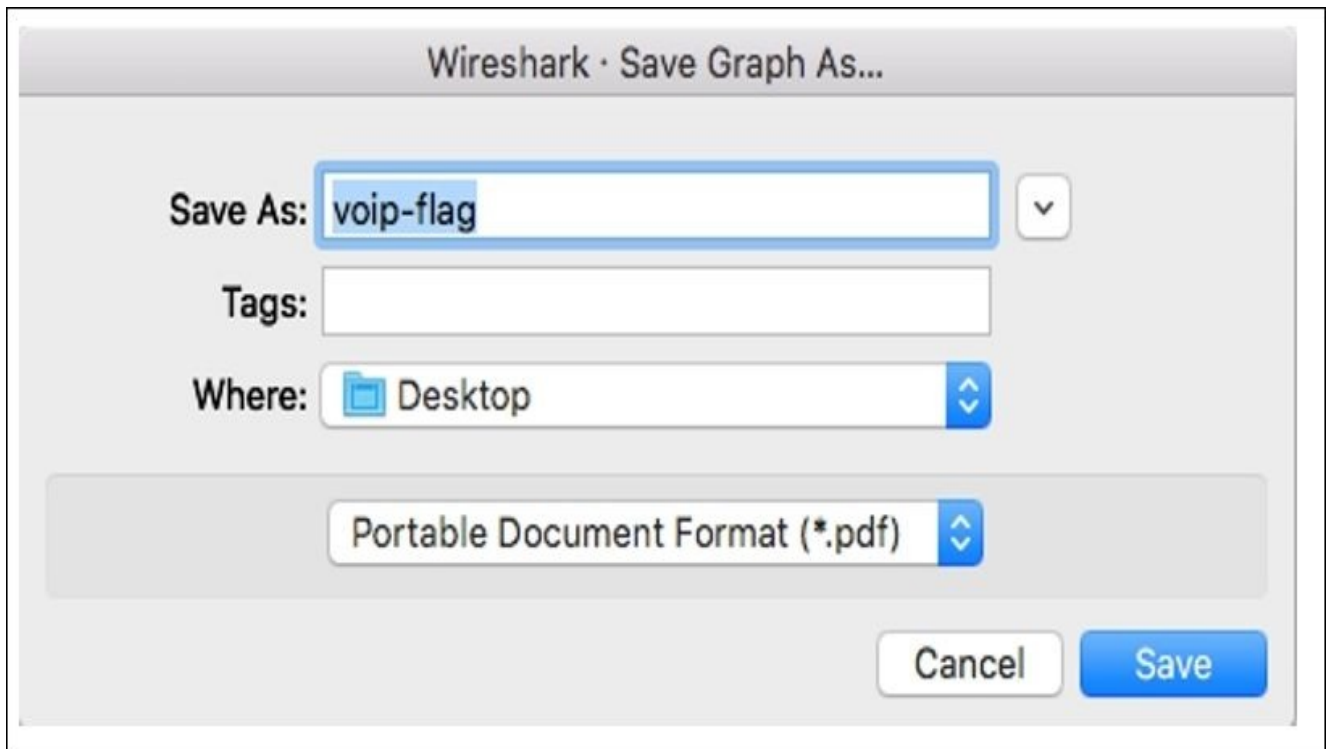 Wireshark · Save Graph As...
Save As: voip-flag
Tags:
Where: Desktop
Portable Document Format (*.pdf)
Cancel Save